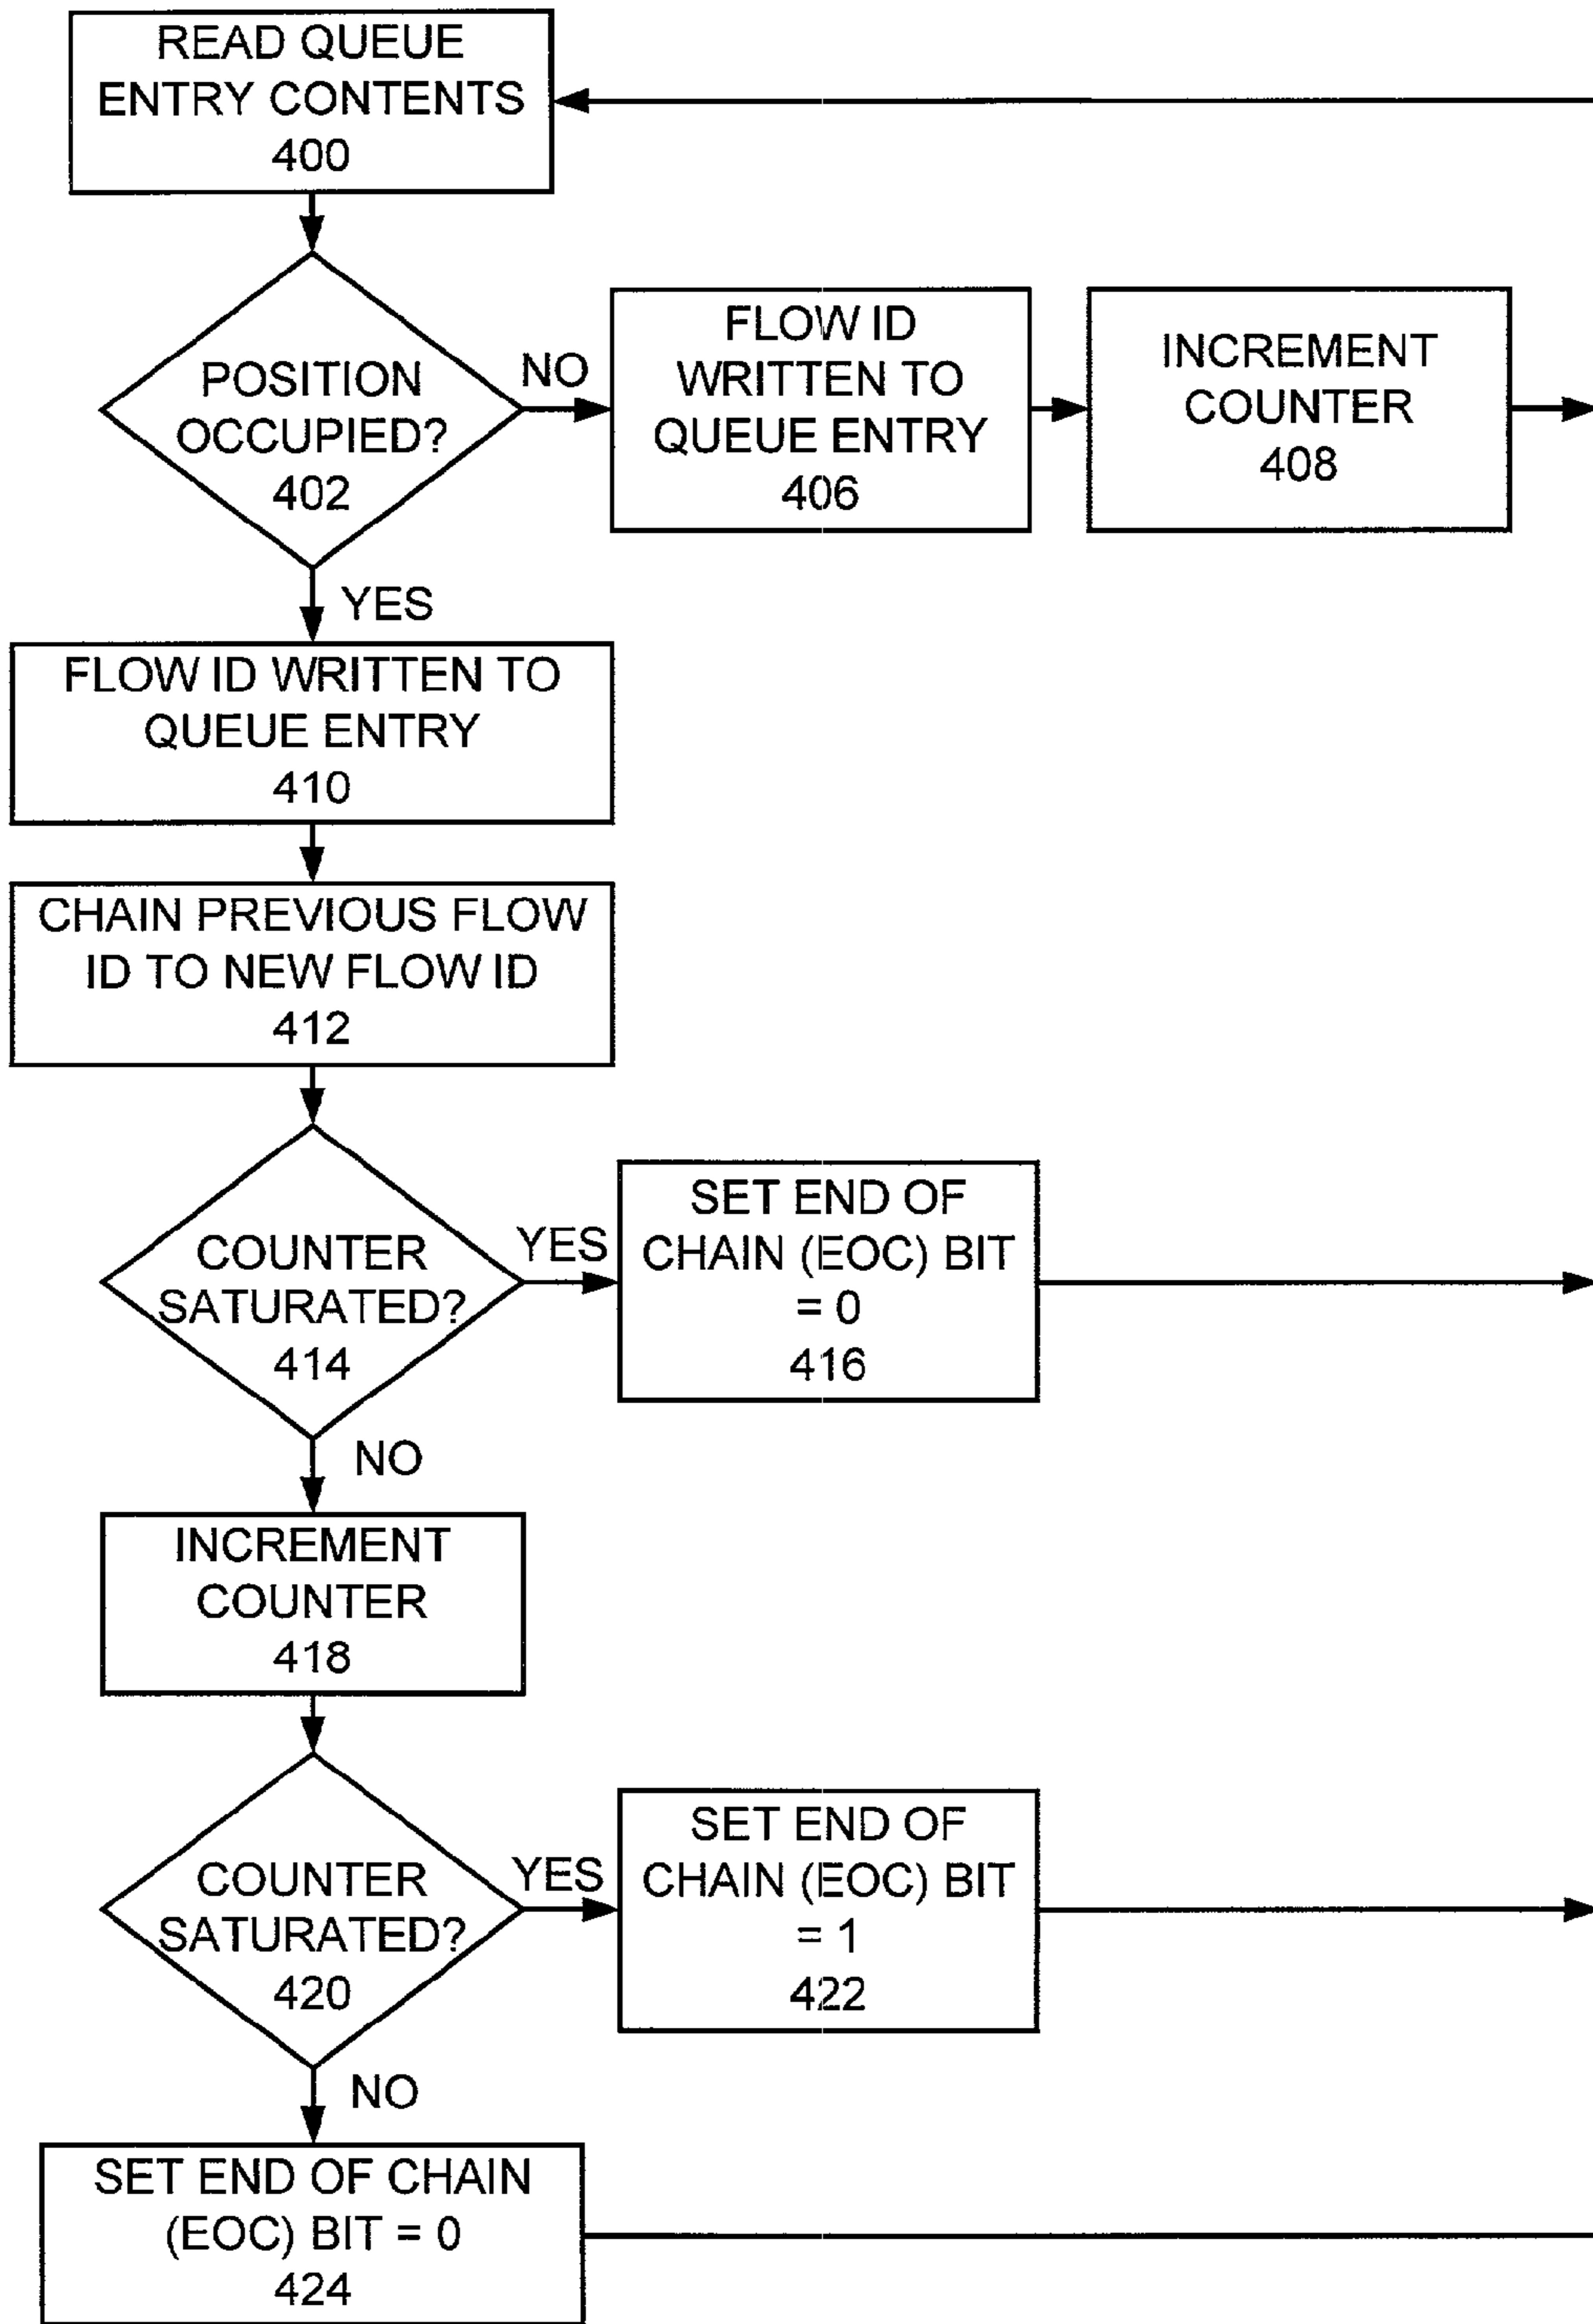 READ QUEUE
ENTRY CONTENTS
400
POSITION
OCCUPIED?
402
NO
FLOW ID
WRITTEN TO
QUEUE ENTRY
406
INCREMENT
COUNTER
408
YES
FLOW ID WRITTEN TO
QUEUE ENTRY
410
CHAIN PREVIOUS FLOW
ID TO NEW FLOW ID
412
COUNTER
SATURATED?
414
YES
SET END OF
CHAIN (EOC) BIT
= 0
416
NO
INCREMENT
COUNTER
418
COUNTER
SATURATED?
420
YES
SET END OF
CHAIN (EOC) BIT
= 1
422
NO
SET END OF CHAIN
(EOC) BIT = 0
424